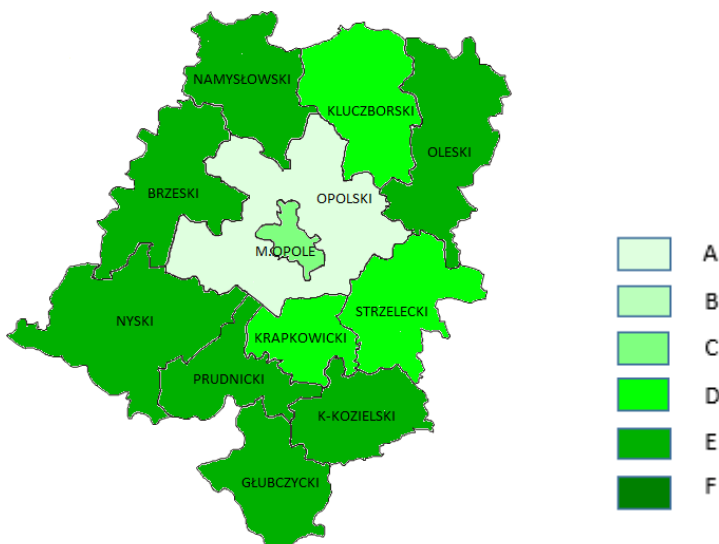 NAMYSŁOWSKI
KLUCZBORSKI
OLESKI
BRZESKI
OPOLSKI
M.OPOLE
NYSKI
STRZELECKI
KRAPKOWICKI
PRUDNICKI
K-KOZIELSKI
GŁUBCZYCKI
A
B
C
D
E
F